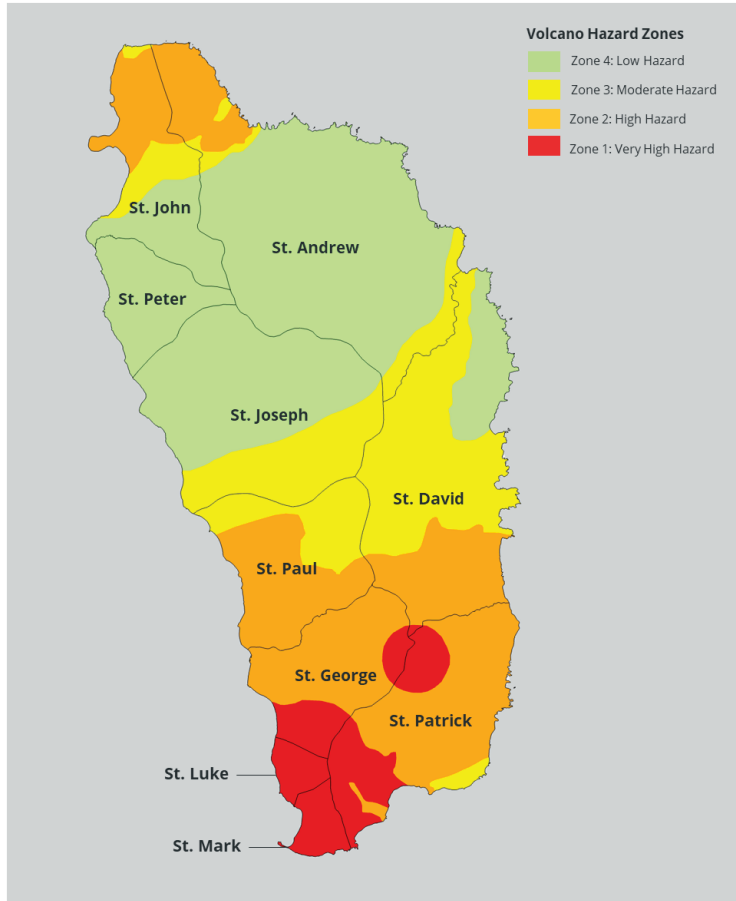 Volcano Hazard Zones
Zone 4: Low Hazard
Zone 3: Moderate Hazard
Zone 2: High Hazard
Zone 1: Very High Hazard
St. John
St. Andrew
St. Peter
St. Joseph
St. David
St. Paul
St. George
St. Patrick
St. Luke
St. Mark